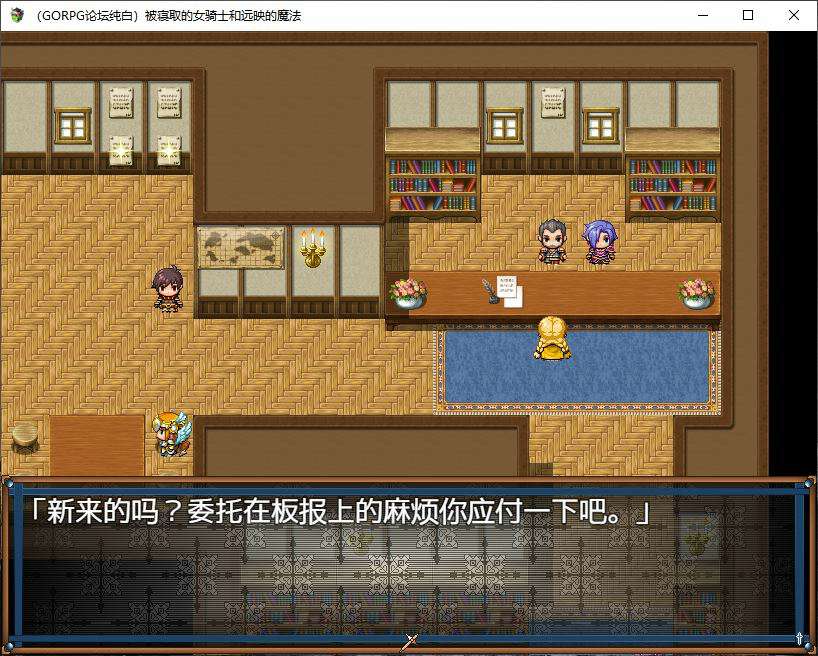 （GORPG论坛纯白）被寝取的女骑士和远映的魔法
「新来的吗？委托在板报上的麻烦你应付一下吧。」